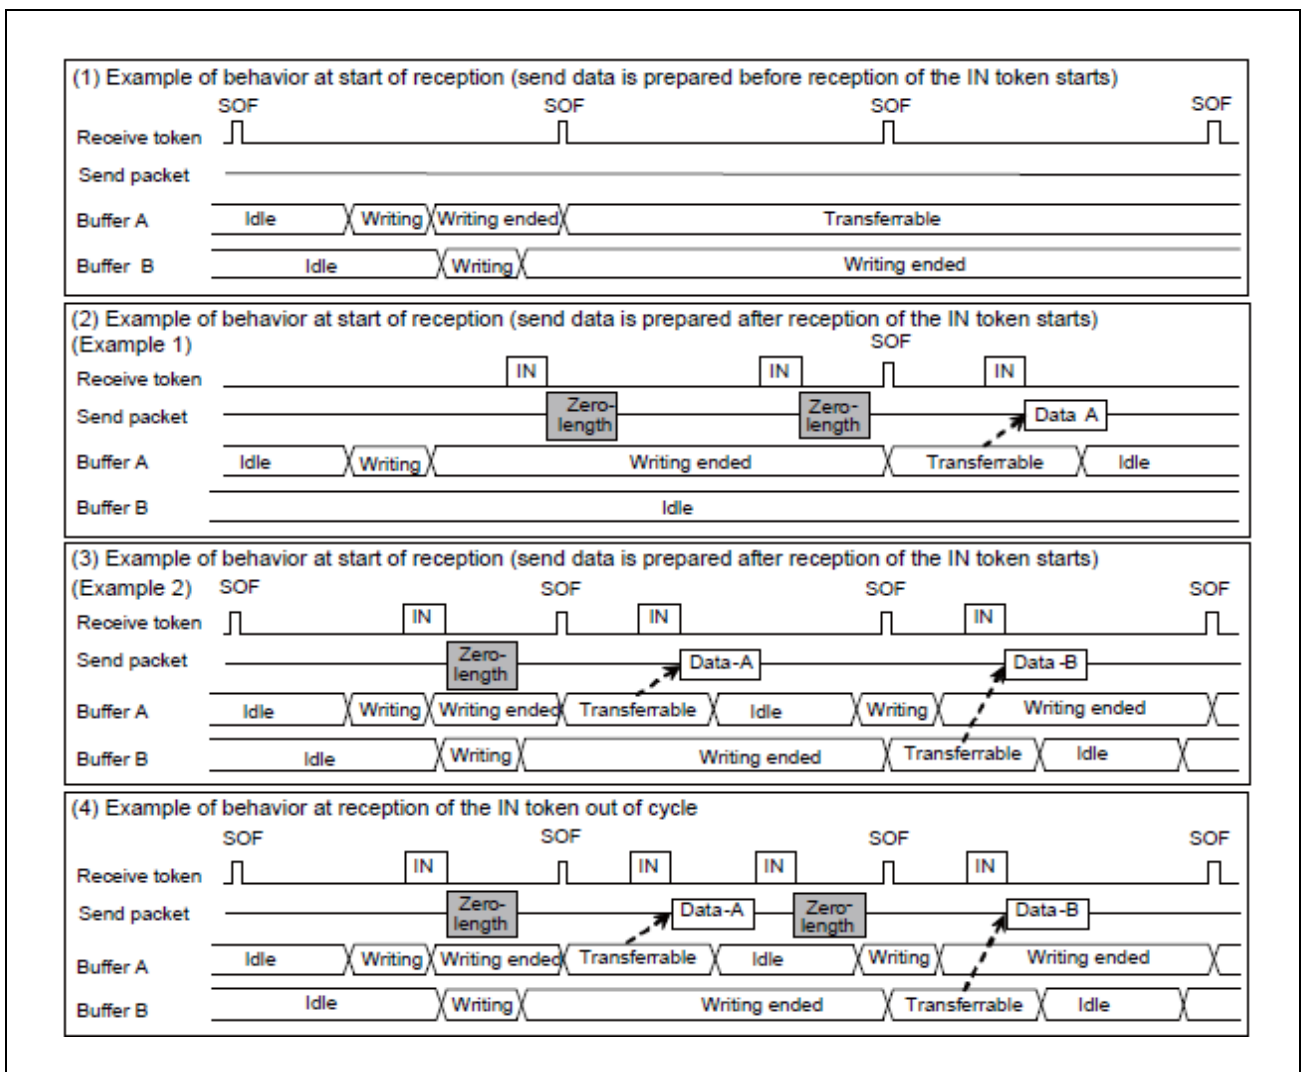 (1) Example of behavior at start of reception (send data is prepared before reception of the IN token starts)
SOF SOF SOF SOF
Receive token
Send packet
Buffer A Idle Writing Writing ended Transferrable
Buffer B Idle Writing Writing ended
(2) Example of behavior at start of reception (send data is prepared after reception of the IN token starts)
(Example 1) SOF
Receive token IN IN IN
Send packet Zero-length Zero-length Data A
Buffer A Idle Writing Writing ended Transferrable Idle
Buffer B Idle
(3) Example of behavior at start of reception (send data is prepared after reception of the IN token starts)
(Example 2) SOF SOF SOF SOF
Receive token IN IN IN
Send packet Zero-length Data-A Data-B
Buffer A Idle Writing Writing ended Transferrable Idle Writing Writing ended
Buffer B Idle Writing Writing ended Transferrable Idle
(4) Example of behavior at reception of the IN token out of cycle
SOF SOF SOF SOF
Receive token IN IN IN IN
Send packet Zero-length Data-A Zero-length Data-B
Buffer A Idle Writing Writing ended Transferrable Idle Writing Writing ended
Buffer B Idle Writing Writing ended Transferrable Idle